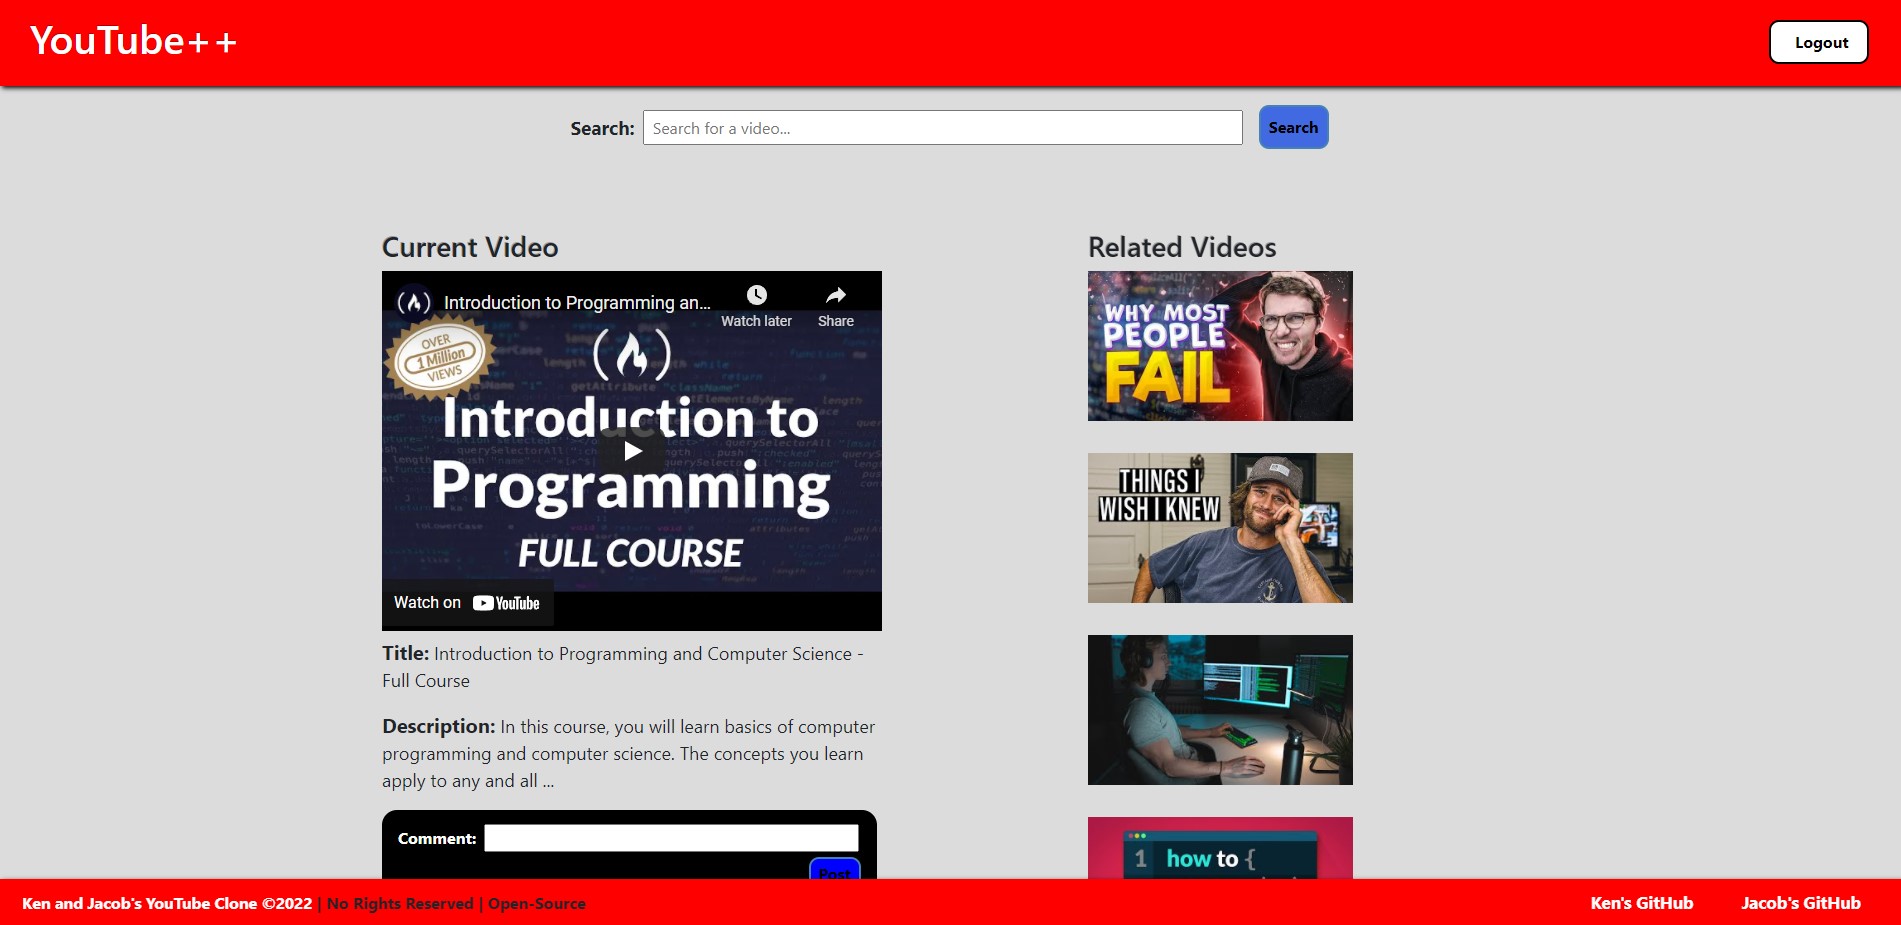 YouTube++
Logout
Search:
Search for a video...
Search
Current Video
Introduction to Programming an...
Watch later
Share
OVER
1 Million
VIEWS
Introduction to
Programming
FULL COURSE
Watch on YouTube
Title: Introduction to Programming and Computer Science -
Full Course
Description: In this course, you will learn basics of computer
programming and computer science. The concepts you learn
apply to any and all ...
Comment:
Post
Related Videos
WHY MOST
PEOPLE
FAIL
THINGS I
WISH I KNEW
1 how to {
Ken and Jacob's YouTube Clone ©2022 | No Rights Reserved | Open-Source
Ken's GitHub
Jacob's GitHub